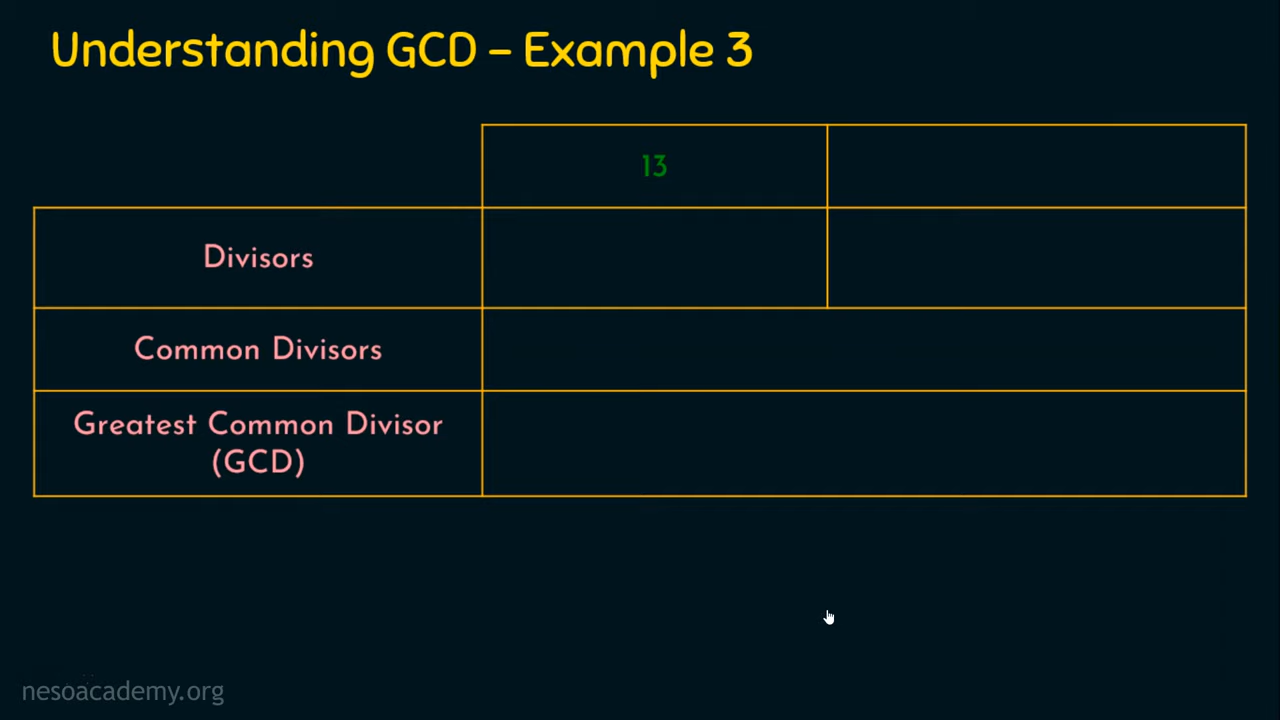 Understanding GCD – Example 3
13
Divisors
Common Divisors
Greatest Common Divisor
(GCD)
nesoacademy.org